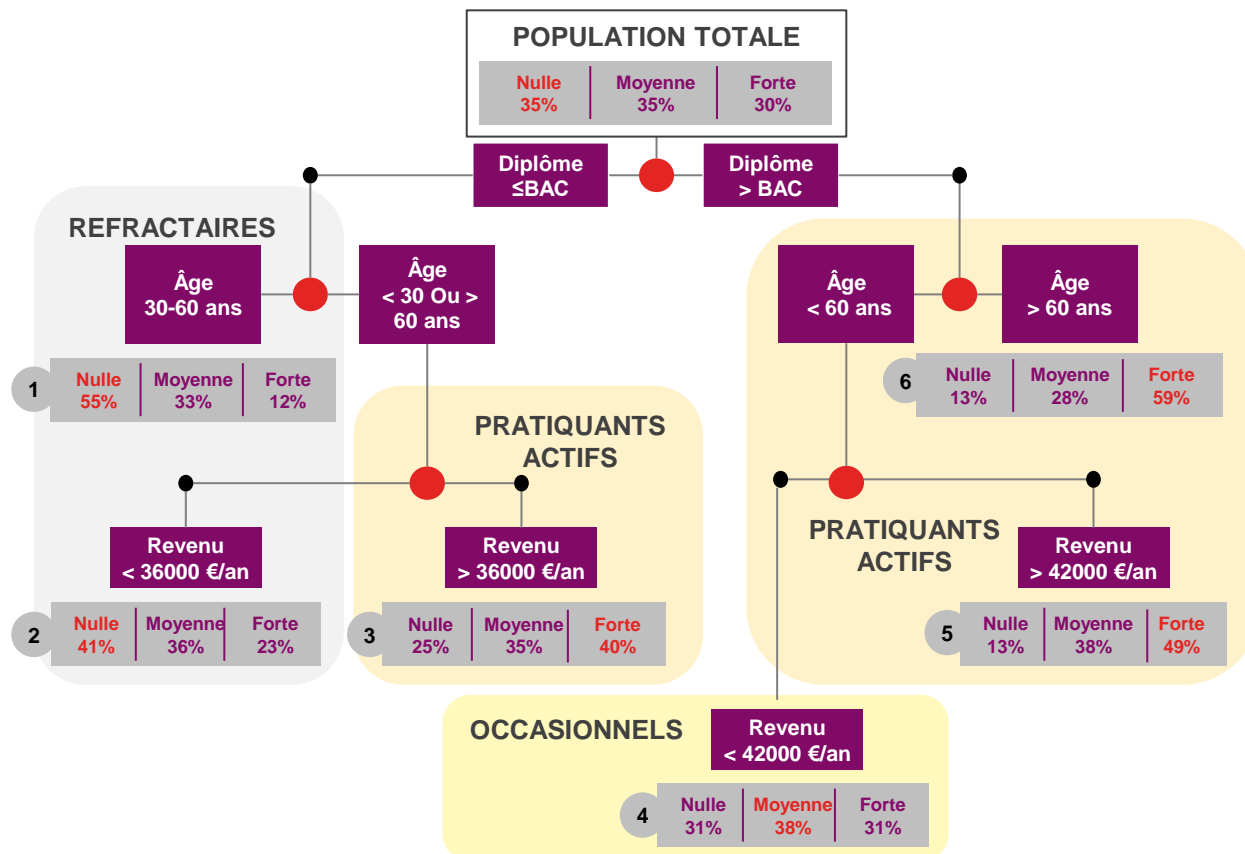 POPULATION TOTALE
Nulle Moyenne Forte
35% 35% 30%
Diplôme
≤BAC
Diplôme
> BAC
REFRACTAIRES
Âge
30-60 ans
Âge
< 30 Ou >
60 ans
Âge
< 60 ans
Âge
> 60 ans
1
Nulle Moyenne Forte
55% 33% 12%
6
Nulle Moyenne Forte
13% 28% 59%
PRATIQUANTS
ACTIFS
PRATIQUANTS
ACTIFS
Revenu
< 36000 €/an
Revenu
> 36000 €/an
Revenu
> 42000 €/an
2
Nulle Moyenne Forte
41% 36% 23%
3
Nulle Moyenne Forte
25% 35% 40%
5
Nulle Moyenne Forte
13% 38% 49%
OCCASIONNELS
Revenu
< 42000 €/an
4
Nulle Moyenne Forte
31% 38% 31%